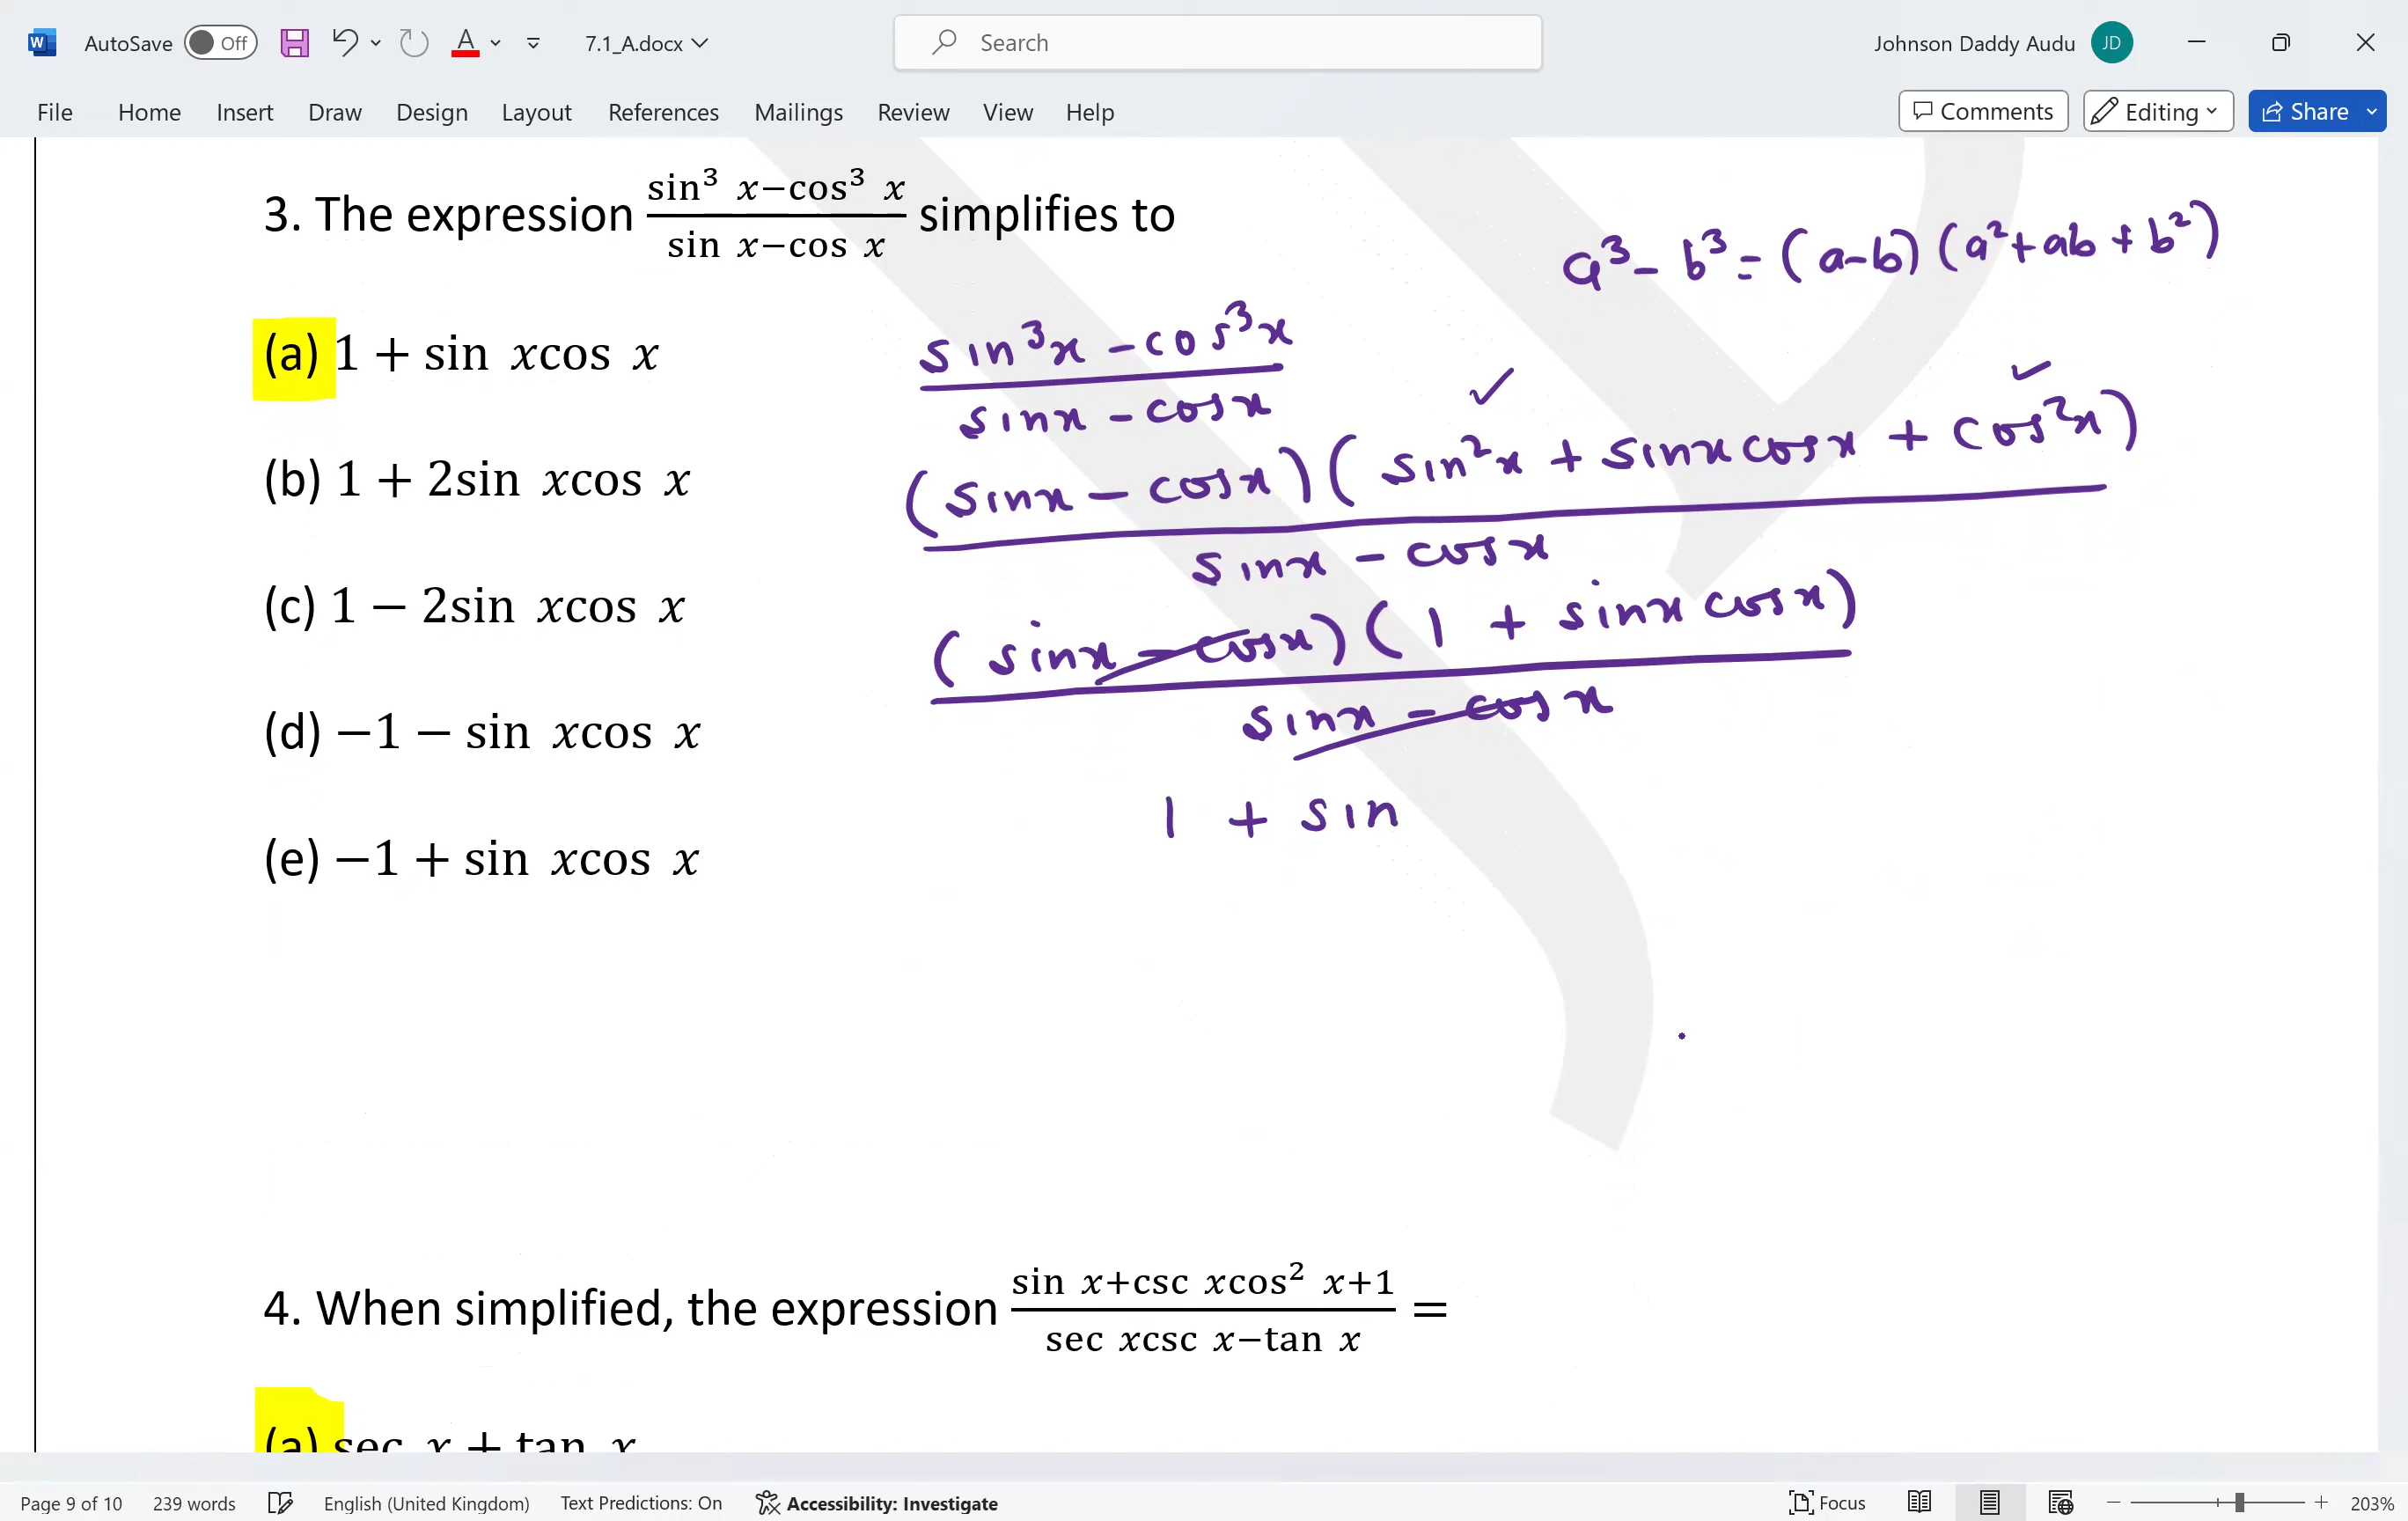 AutoSave Off 7.1_A.docx Search Johnson Daddy Audu JD
File Home Insert Draw Design Layout References Mailings Review View Help Comments Editing Share
3. The expression (sin³ x−cos³ x)/(sin x−cos x) simplifies to
a³ - b³ = (a-b)(a²+ab+b²)
(a) 1 + sin xcos x
(b) 1 + 2sin xcos x
(c) 1 − 2sin xcos x
(d) −1 − sin xcos x
(e) −1 + sin xcos x
sin³x - cos³x
sinx - cosx
(sinx - cosx)(sin²x + sinx cosx + cos²x)
sinx - cosx
(sinx - cosx)(1 + sinx cosx)
sinx - cosx
1 + sin
4. When simplified, the expression (sin x+csc xcos² x+1)/(sec xcsc x−tan x) =
(a) sec x + tan x
Page 9 of 10 239 words English (United Kingdom) Text Predictions: On Accessibility: Investigate Focus 203%